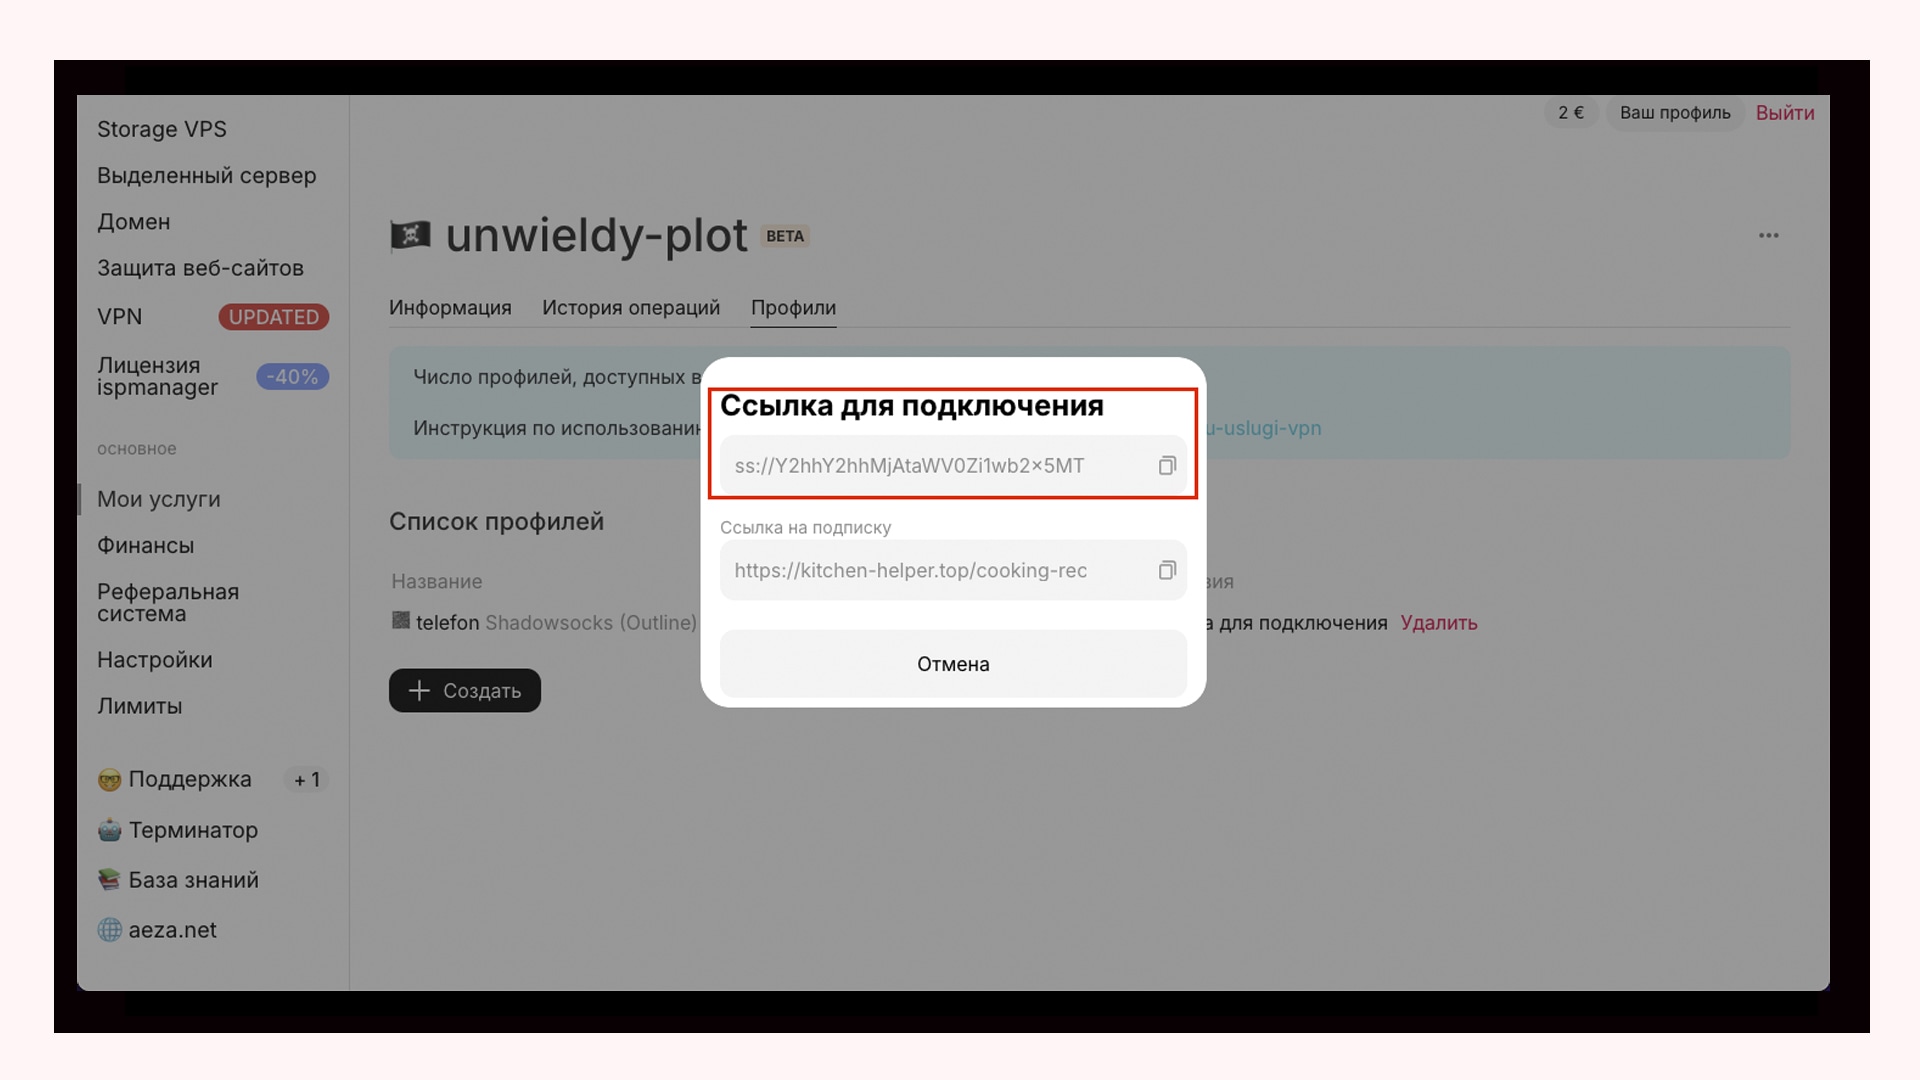 2 €
Ваш профиль
Выйти
Storage VPS
Выделенный сервер
Домен
Защита веб-сайтов
VPN UPDATED
Лицензия
ispmanager
-40%
основное
Мои услуги
Финансы
Реферальная
система
Настройки
Лимиты
Поддержка + 1
Терминатор
База знаний
aeza.net
unwieldy-plot BETA
Информация История операций Профили
Число профилей, доступных в
Инструкция по u-uslugi-vpn
Ссылка для подключения
ss://Y2hhY2hhMjAtaWV0Zi1wb2x5MT
Ссылка на подписку
https://kitchen-helper.top/cooking-rec
Отмена
Список профилей
Название
telefon Shadowsocks (Outline) для подключения Удалить
Создать